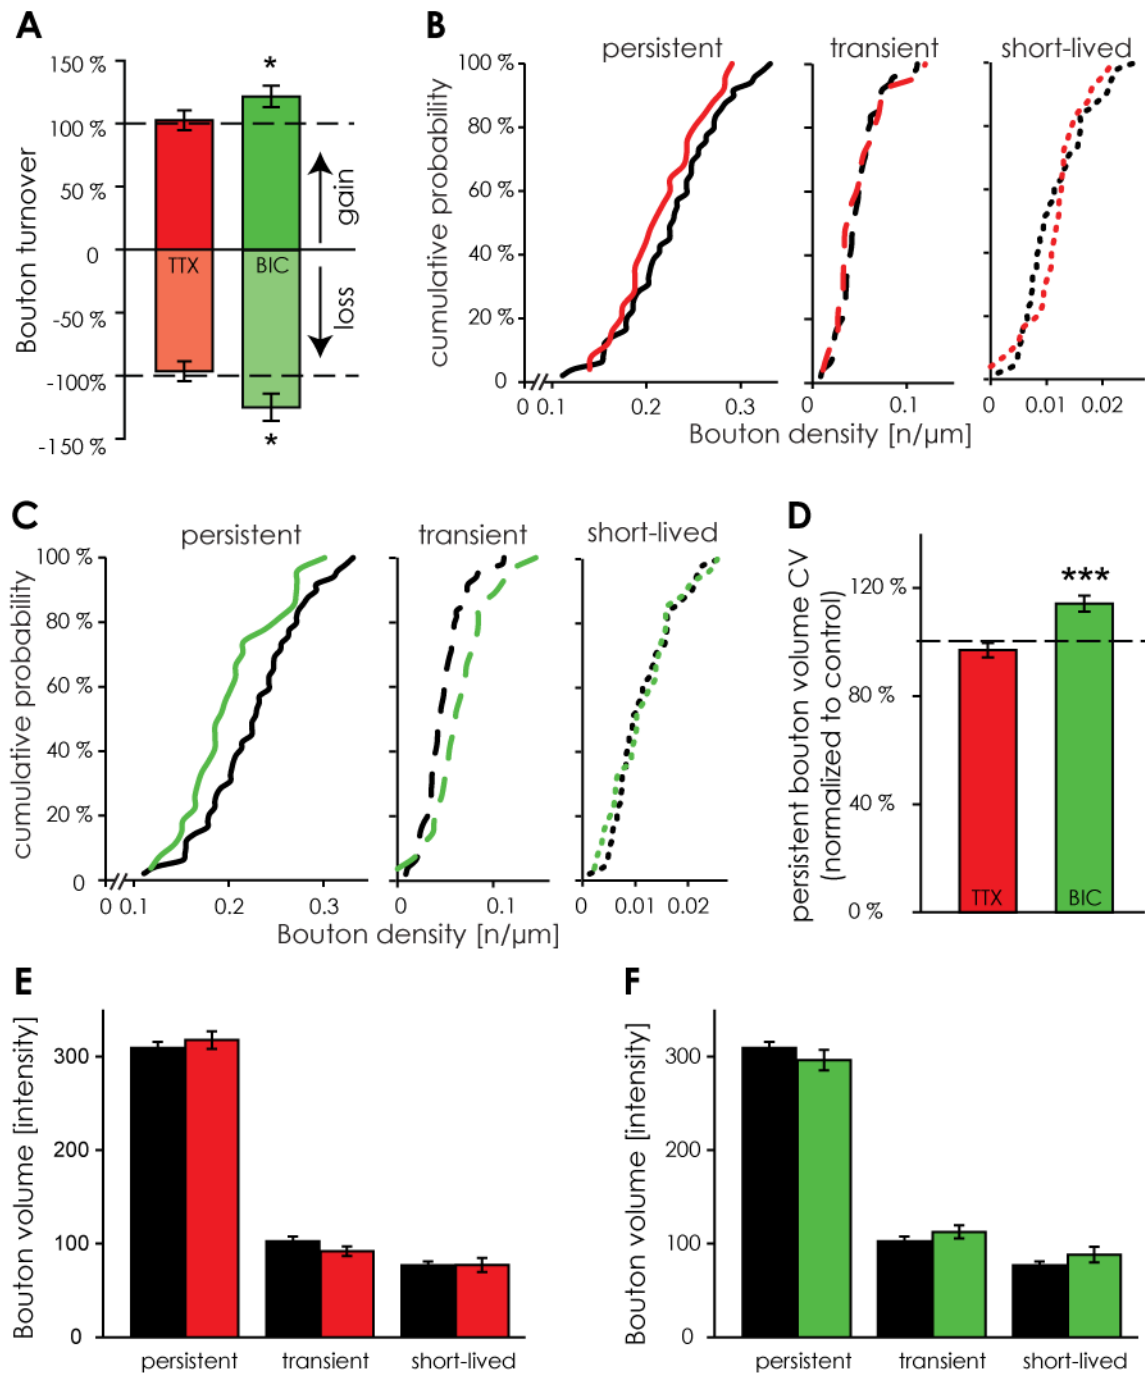 A
150 %
100 %
50 %
0
-50 %
-100%
-150 %
Bouton turnover
*
TTX
BIC
gain
loss
*
B
persistent
transient
short-lived
100 %
80 %
60 %
40 %
20 %
0
cumulative probability
0 0.1 0.2 0.3
0 0.1
0 0.01 0.02
Bouton density [n/µm]
C
persistent
transient
short-lived
100 %
80 %
60 %
40 %
20 %
0
cumulative probability
0 0.1 0.2 0.3
0 0.1
0 0.01 0.02
Bouton density [n/µm]
D
persistent bouton volume CV
(normalized to control)
120 %
80 %
40 %
0 %
***
TTX
BIC
E
Bouton volume [intensity]
300
200
100
0
persistent transient short-lived
F
Bouton volume [intensity]
300
200
100
0
persistent transient short-lived